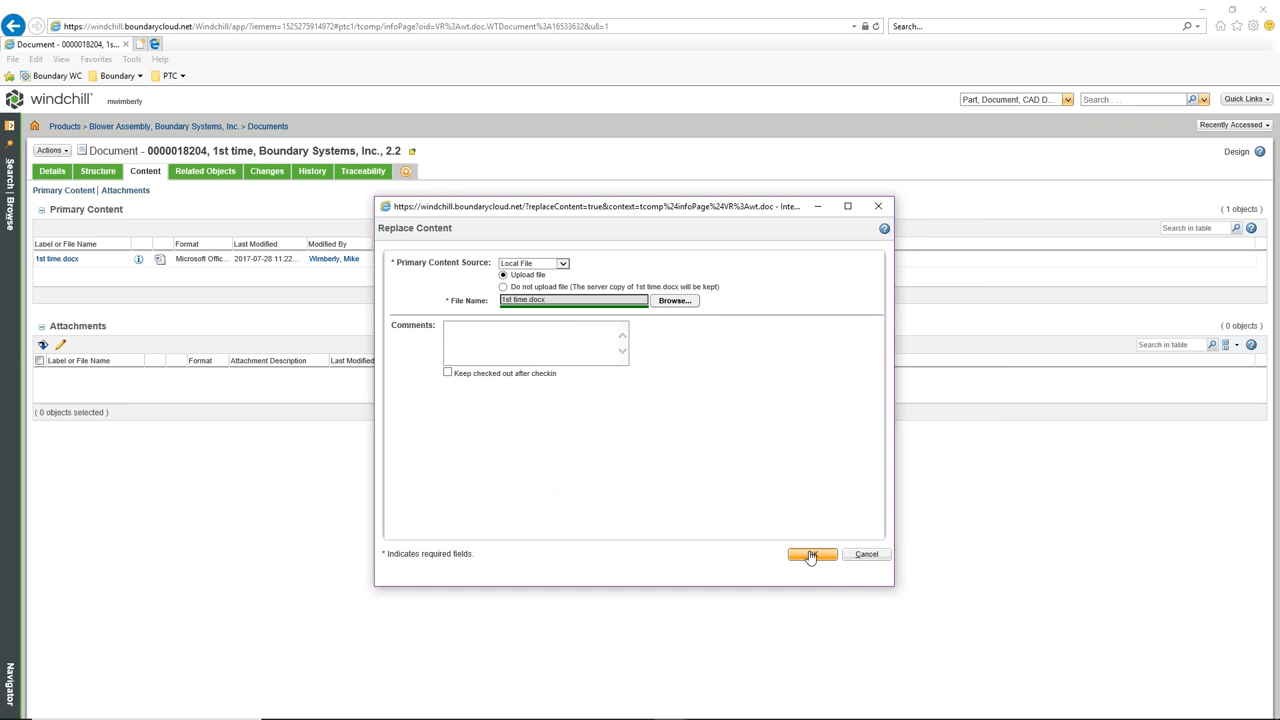 https://windchill.boundarycloud.net/Windchill/app/?iemem=1525275914972#ptc1/tcomp/infoPage?oid=VR%3Awt.doc.WTDocument%3A16533632&u8=1
Search...
Document - 0000018204, 1s...
File Edit View Favorites Tools Help
Boundary WC Boundary PTC
windchill mwimberly
Part, Document, CAD D... Search . . . Quick Links
Products > Blower Assembly, Boundary Systems, Inc. > Documents
Recently Accessed
Actions Document - 0000018204, 1st time, Boundary Systems, Inc., 2.2
Design
Details Structure Content Related Objects Changes History Traceability
Search | Browse
Primary Content | Attachments
Primary Content
( 1 objects )
Search in table
Label or File Name Format Last Modified Modified By
1st time.docx Microsoft Offic... 2017-07-28 11:22... Wimberly, Mike
Attachments
( 0 objects )
Search in table
Label or File Name Format Attachment Description Last Modified
( 0 objects selected )
https://windchill.boundarycloud.net/?replaceContent=true&context=tcomp%24infoPage%24VR%3Awt.doc - Inte...
Replace Content
* Primary Content Source: Local File
Upload file
Do not upload file (The server copy of 1st time.docx will be kept)
* File Name: 1st time.docx Browse...
Comments:
Keep checked out after checkin
* Indicates required fields.
Cancel
Navigator